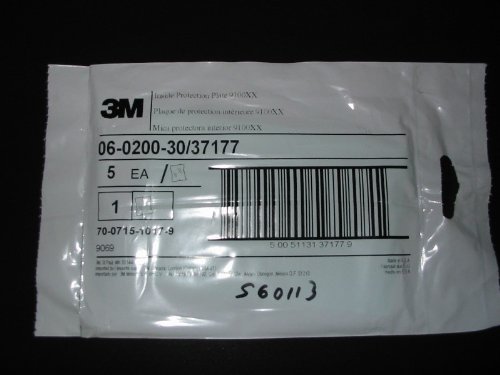 3M
Inside Protection Plate 9100XX
Plaque de protection intérieure 9100XX
Mica protectora interior 9100XX
06-0200-30/37177
5 EA /
1
70-0715-1017-9
5 00 51131 37177 9
9069
560113